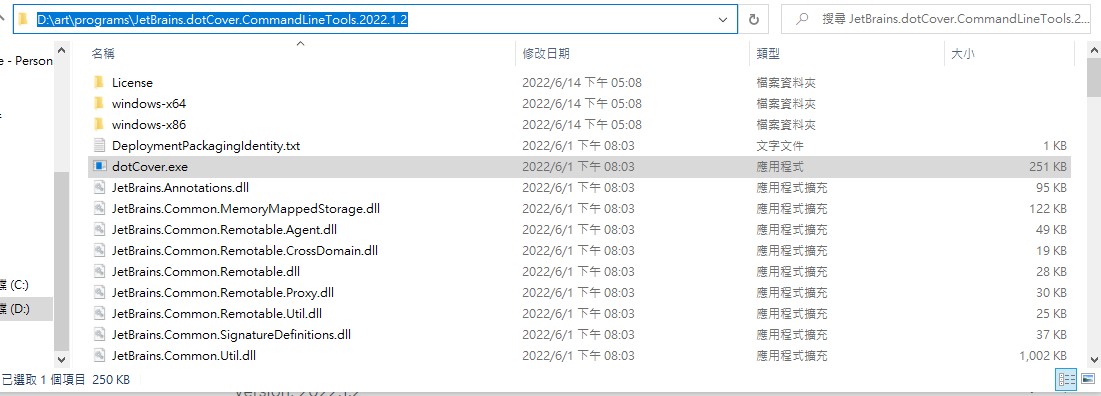 D:\art\programs\JetBrains.dotCover.CommandLineTools.2022.1.2
搜尋 JetBrains.dotCover.CommandLineTools.2...
名稱 修改日期 類型 大小
e - Person
License 2022/6/14 下午 05:08 檔案資料夾
windows-x64 2022/6/14 下午 05:08 檔案資料夾
windows-x86 2022/6/14 下午 05:08 檔案資料夾
DeploymentPackagingIdentity.txt 2022/6/1 下午 08:03 文字文件 1 KB
dotCover.exe 2022/6/1 下午 08:03 應用程式 251 KB
JetBrains.Annotations.dll 2022/6/1 下午 08:03 應用程式擴充 95 KB
JetBrains.Common.MemoryMappedStorage.dll 2022/6/1 下午 08:03 應用程式擴充 122 KB
JetBrains.Common.Remotable.Agent.dll 2022/6/1 下午 08:03 應用程式擴充 49 KB
JetBrains.Common.Remotable.CrossDomain.dll 2022/6/1 下午 08:03 應用程式擴充 19 KB
JetBrains.Common.Remotable.dll 2022/6/1 下午 08:03 應用程式擴充 28 KB
(C:)
JetBrains.Common.Remotable.Proxy.dll 2022/6/1 下午 08:03 應用程式擴充 30 KB
(D:)
JetBrains.Common.Remotable.Util.dll 2022/6/1 下午 08:03 應用程式擴充 25 KB
JetBrains.Common.SignatureDefinitions.dll 2022/6/1 下午 08:03 應用程式擴充 37 KB
JetBrains.Common.Util.dll 2022/6/1 下午 08:03 應用程式擴充 1,002 KB
已選取 1 個項目 250 KB